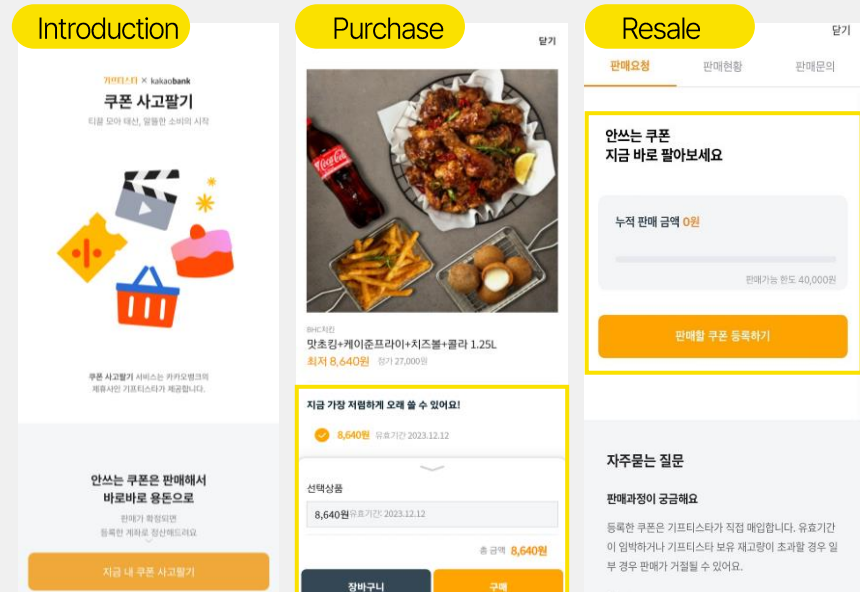 Introduction
기프티스타 × kakaobank
쿠폰 사고팔기
티끌 모아 태산, 알뜰한 소비의 시작
쿠폰 사고팔기 서비스는 카카오뱅크의
제휴사인 기프티스타가 제공합니다.
안쓰는 쿠폰은 판매해서
바로바로 용돈으로
판매가 확정되면
등록한 계좌로 정산해드려요
지금 내 쿠폰 사고팔기
Purchase
닫기
Coca-Cola
BHC치킨
맛초킹+케이준프라이+치즈볼+콜라 1.25L
최저 8,640원 정가 27,000원
지금 가장 저렴하게 오래 쓸 수 있어요!
8,640원 유효기간 2023.12.12
선택상품
8,640원유효기간: 2023.12.12
총 금액 8,640원
장바구니
구매
Resale
닫기
판매요청 판매현황 판매문의
안쓰는 쿠폰
지금 바로 팔아보세요
누적 판매 금액 0원
판매가능 한도 40,000원
판매할 쿠폰 등록하기
자주묻는 질문
판매과정이 궁금해요
등록한 쿠폰은 기프티스타가 직접 매입합니다. 유효기간
이 임박하거나 기프티스타 보유 재고량이 초과할 경우 일
부 경우 판매가 거절될 수 있어요.